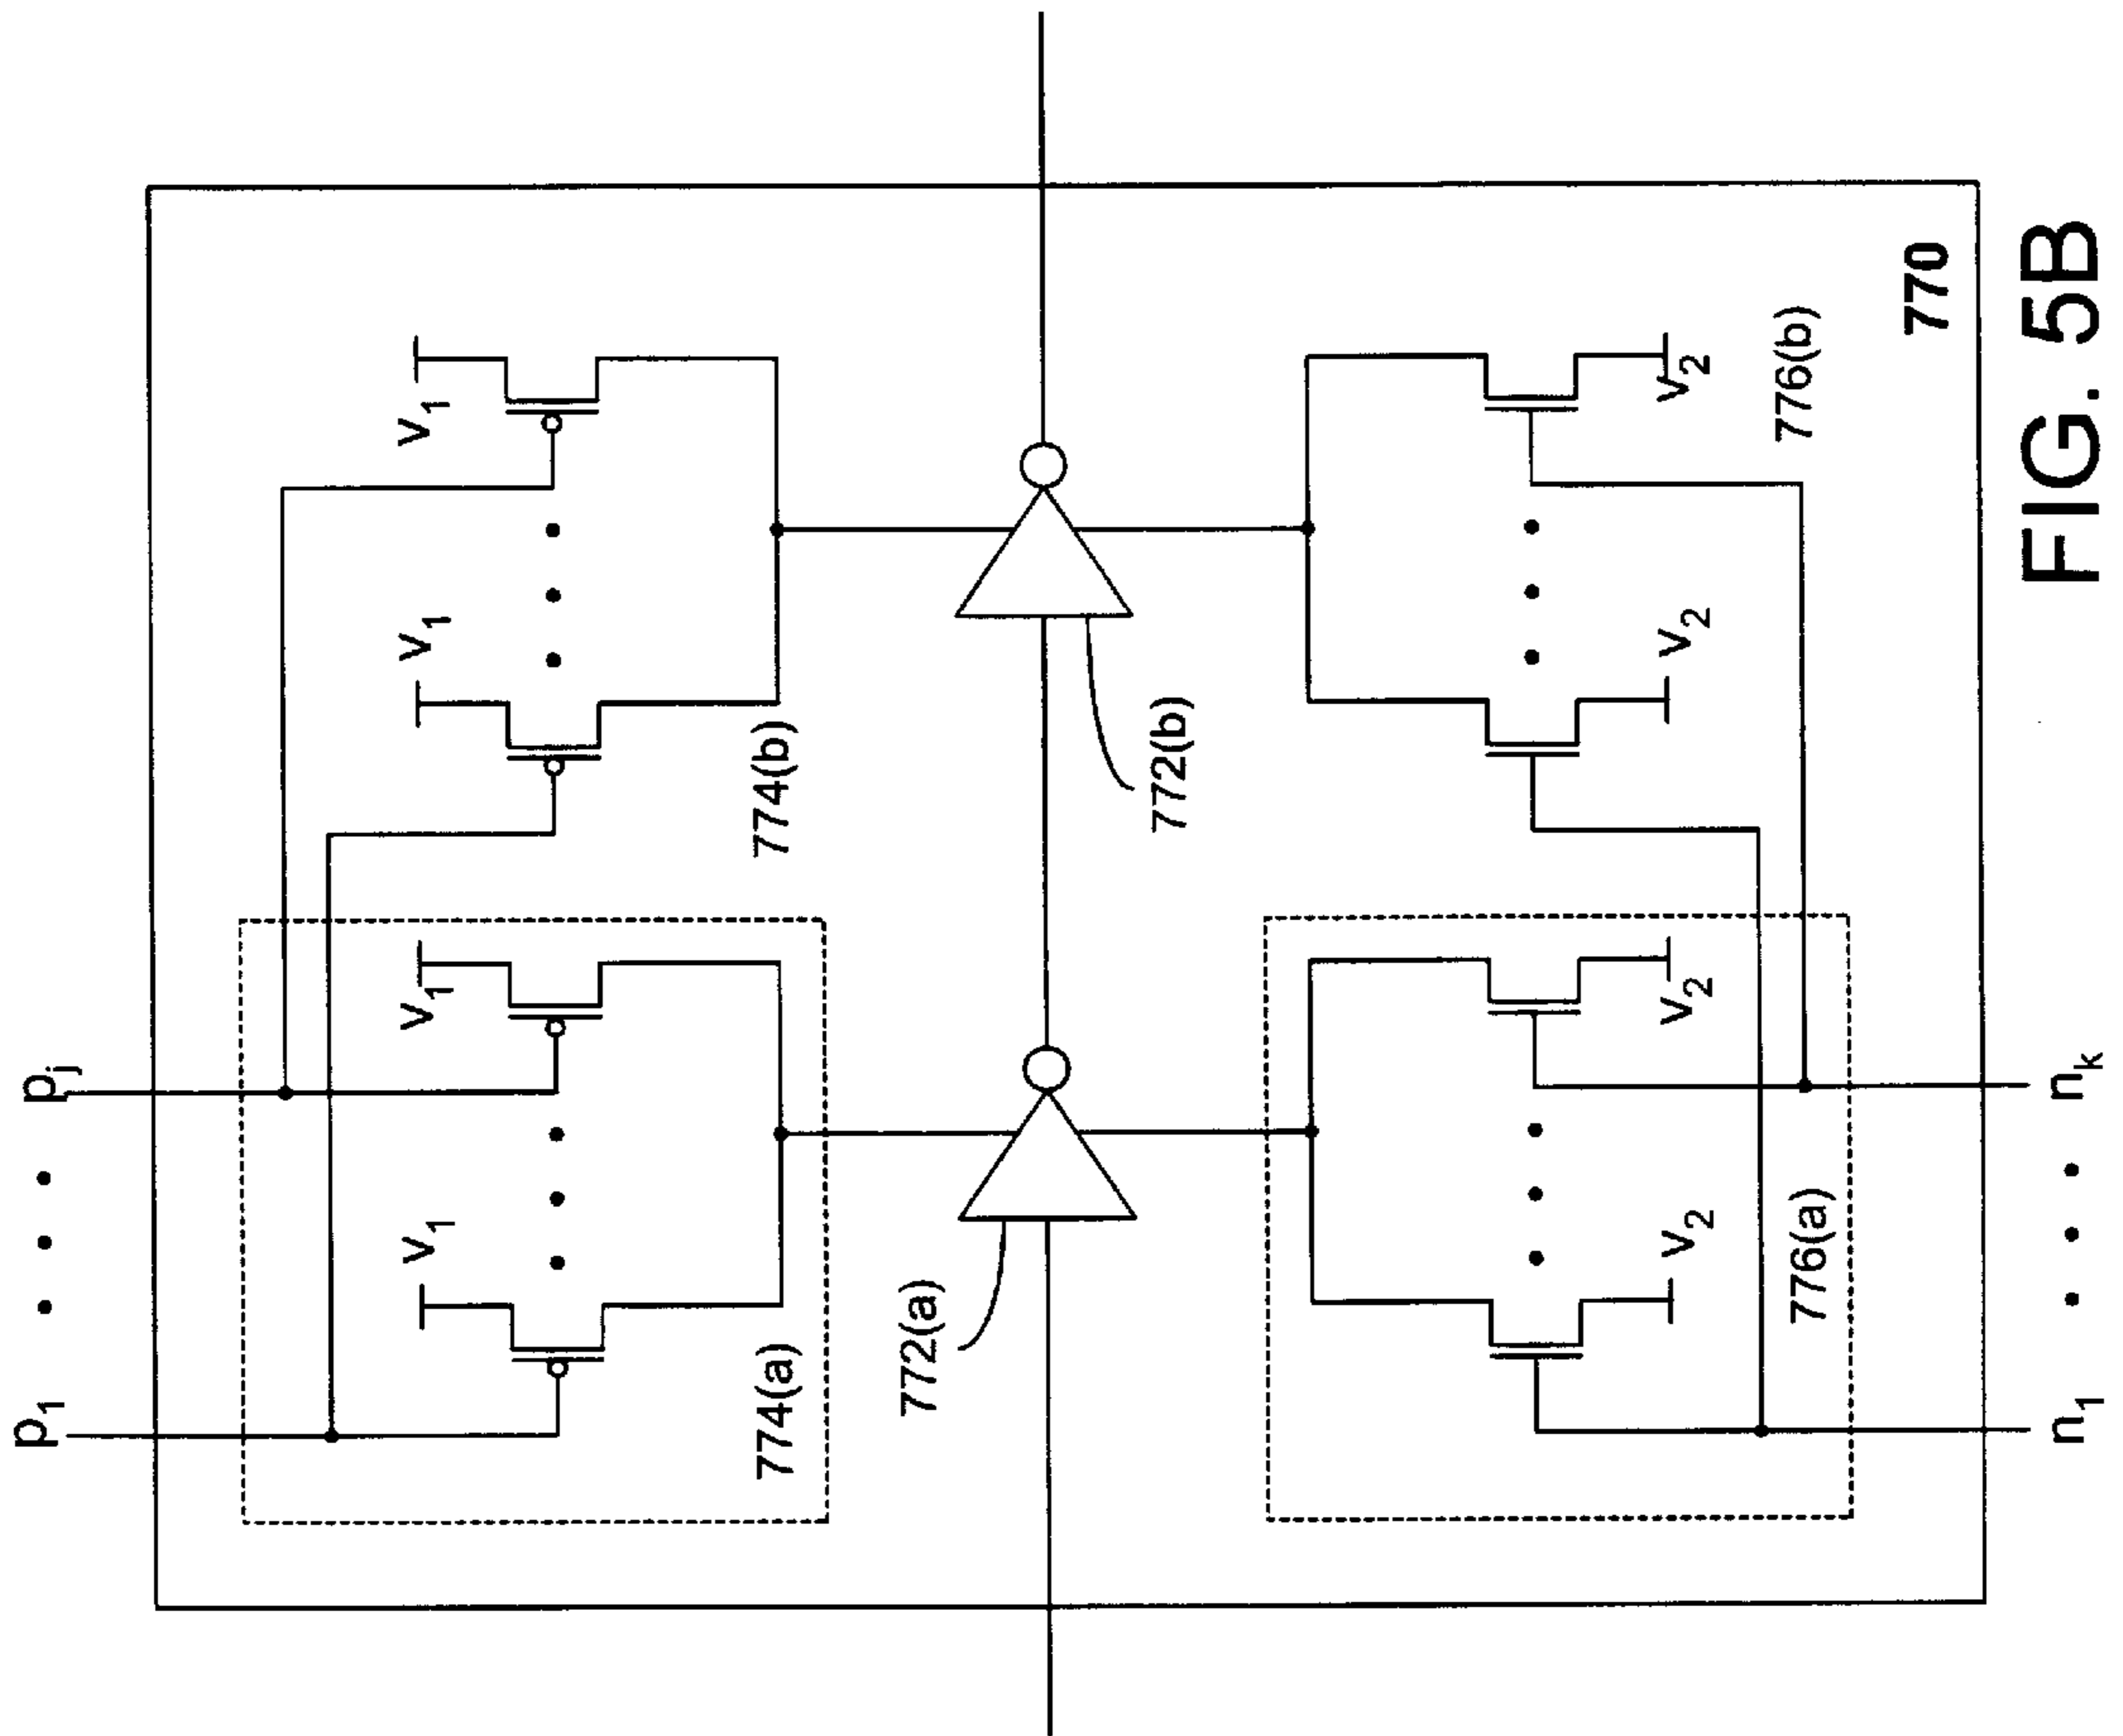 p1 • • • pj
V1 V1 V1 V1
774(a) 774(b)
772(a)
772(b)
V2 V2 V2 V2
776(a) 776(b)
770
n1 • • • nk
FIG. 5B